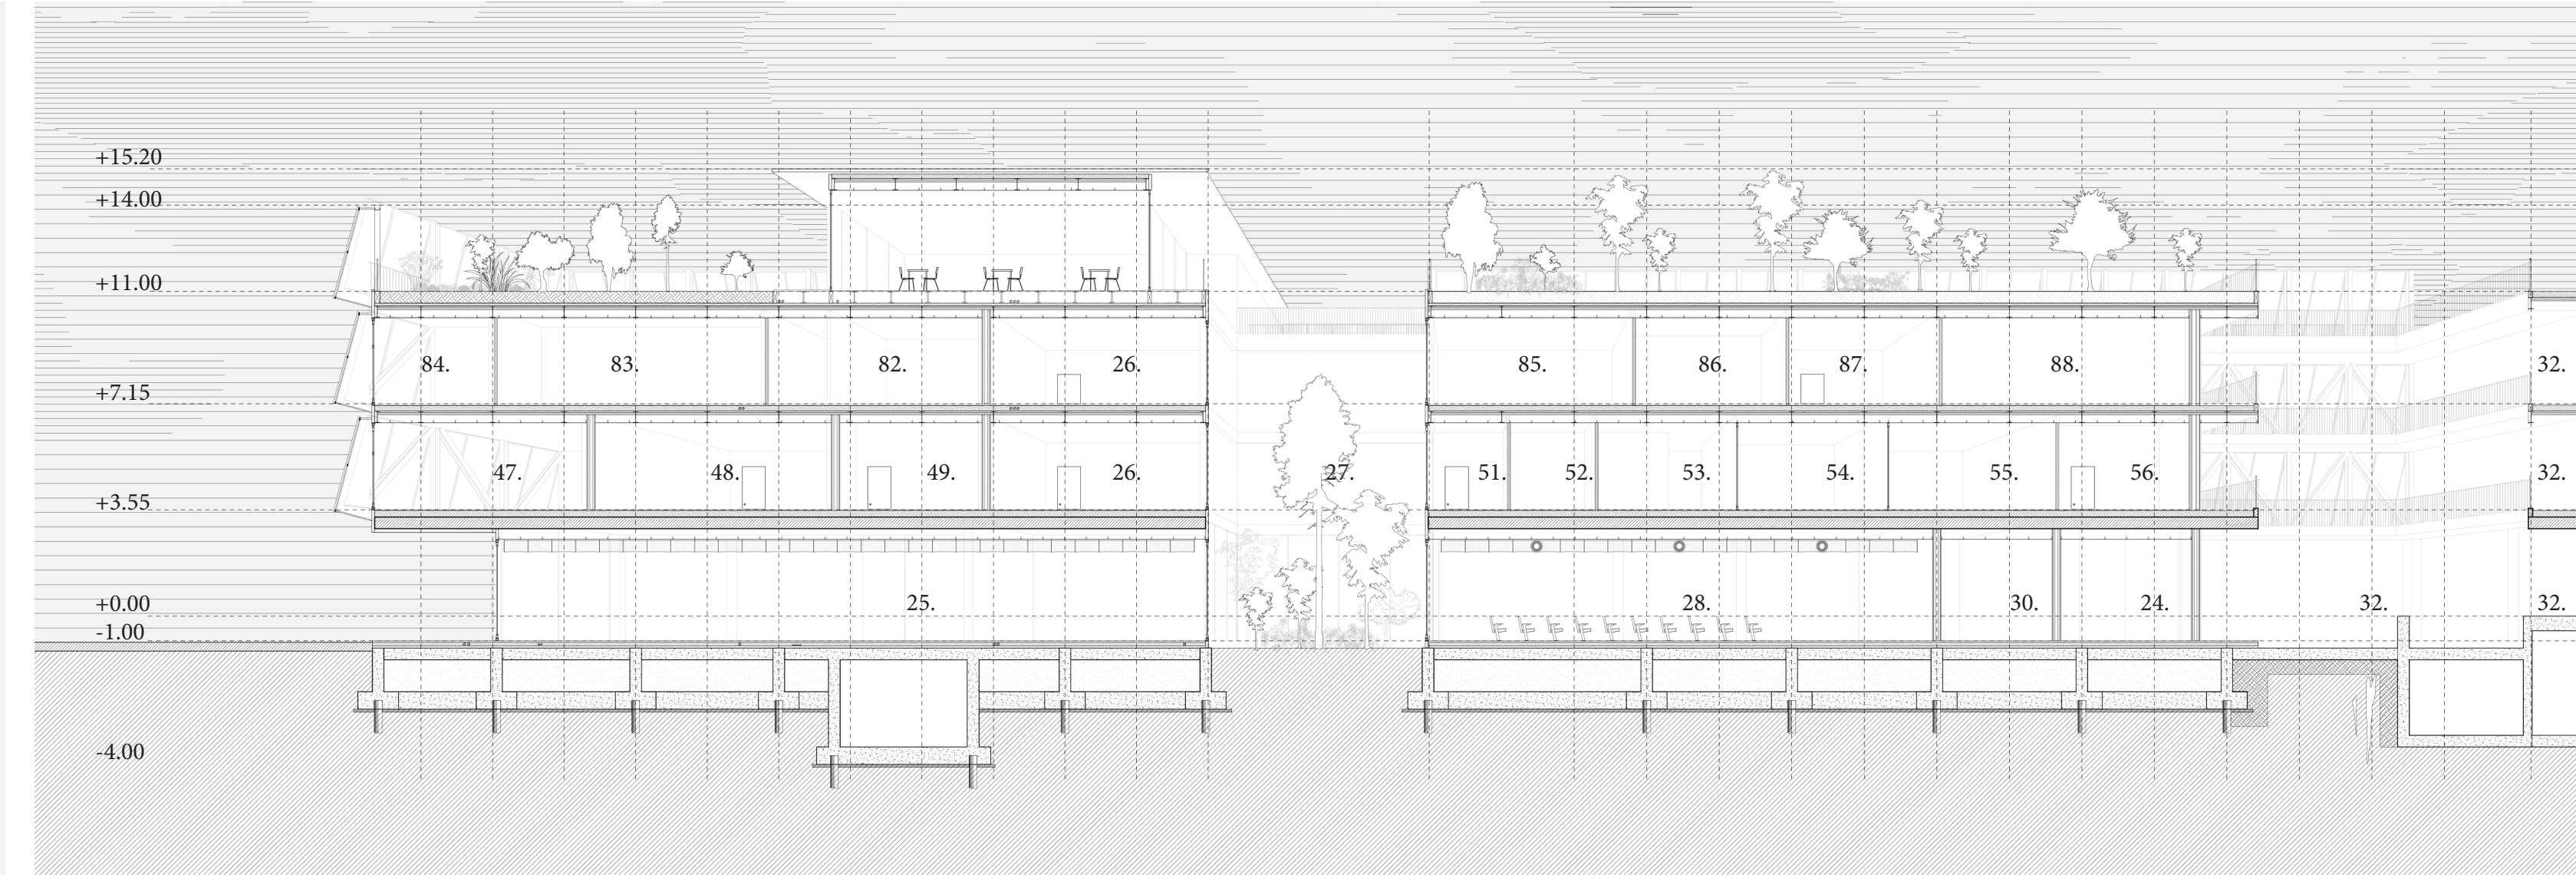 +15.20
+14.00
+11.00
84. 83. 82. 26. 85. 86. 87. 88. 32.
+7.15
47. 48. 49. 26. 27. 51. 52. 53. 54. 55. 56. 32.
+3.55
+0.00 25. 28. 30. 24. 32. 32.
-1.00
-4.00